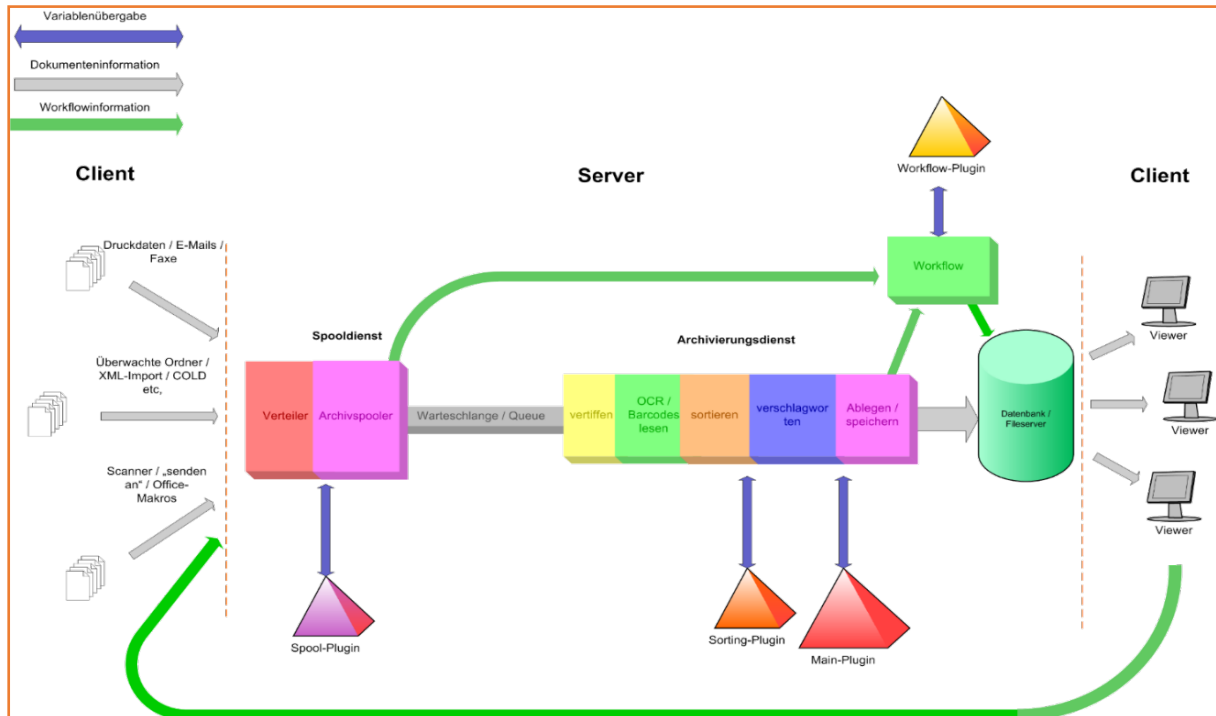 Variablenübergabe
Dokumenteninformation
Workflowinformation
Client
Server
Client
Workflow-Plugin
Druckdaten / E-Mails /
Faxe
Workflow
Spooldienst
Archivierungsdienst
Viewer
Überwachte Ordner /
XML-Import / COLD
etc,
Verteiler
Archivspooler
Warteschlange / Queue
vertiffen
OCR /
Barcodes
lesen
sortieren
verschlagwor
ten
Ablegen /
speichern
Datenbank /
Fileserver
Viewer
Scanner / „senden
an“ / Office-
Makros
Viewer
Spool-Plugin
Sorting-Plugin
Main-Plugin